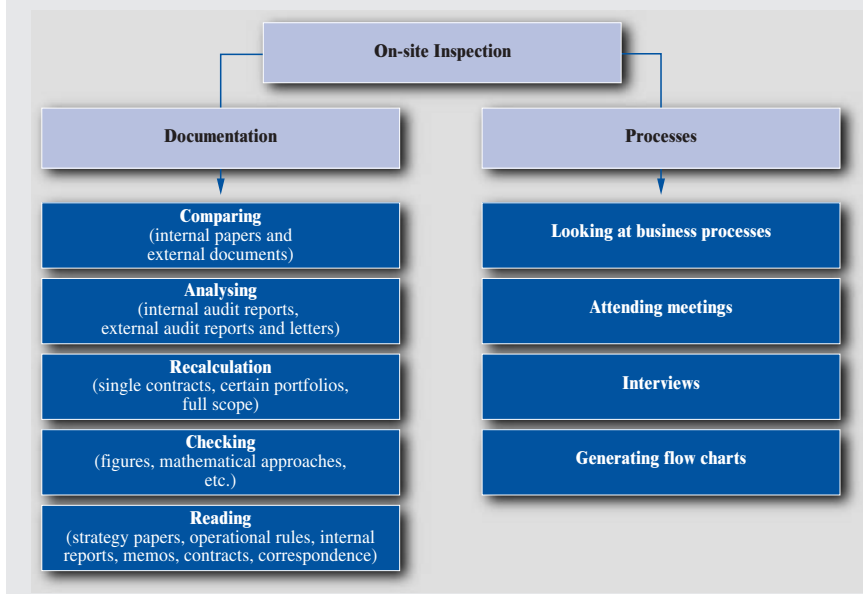 On-site Inspection
Documentation
Comparing
(internal papers and
external documents)
Analysing
(internal audit reports,
external audit reports and letters)
Recalculation
(single contracts, certain portfolios,
full scope)
Checking
(figures, mathematical approaches,
etc.)
Reading
(strategy papers, operational rules, internal
reports, memos, contracts, correspondence)
Processes
Looking at business processes
Attending meetings
Interviews
Generating flow charts